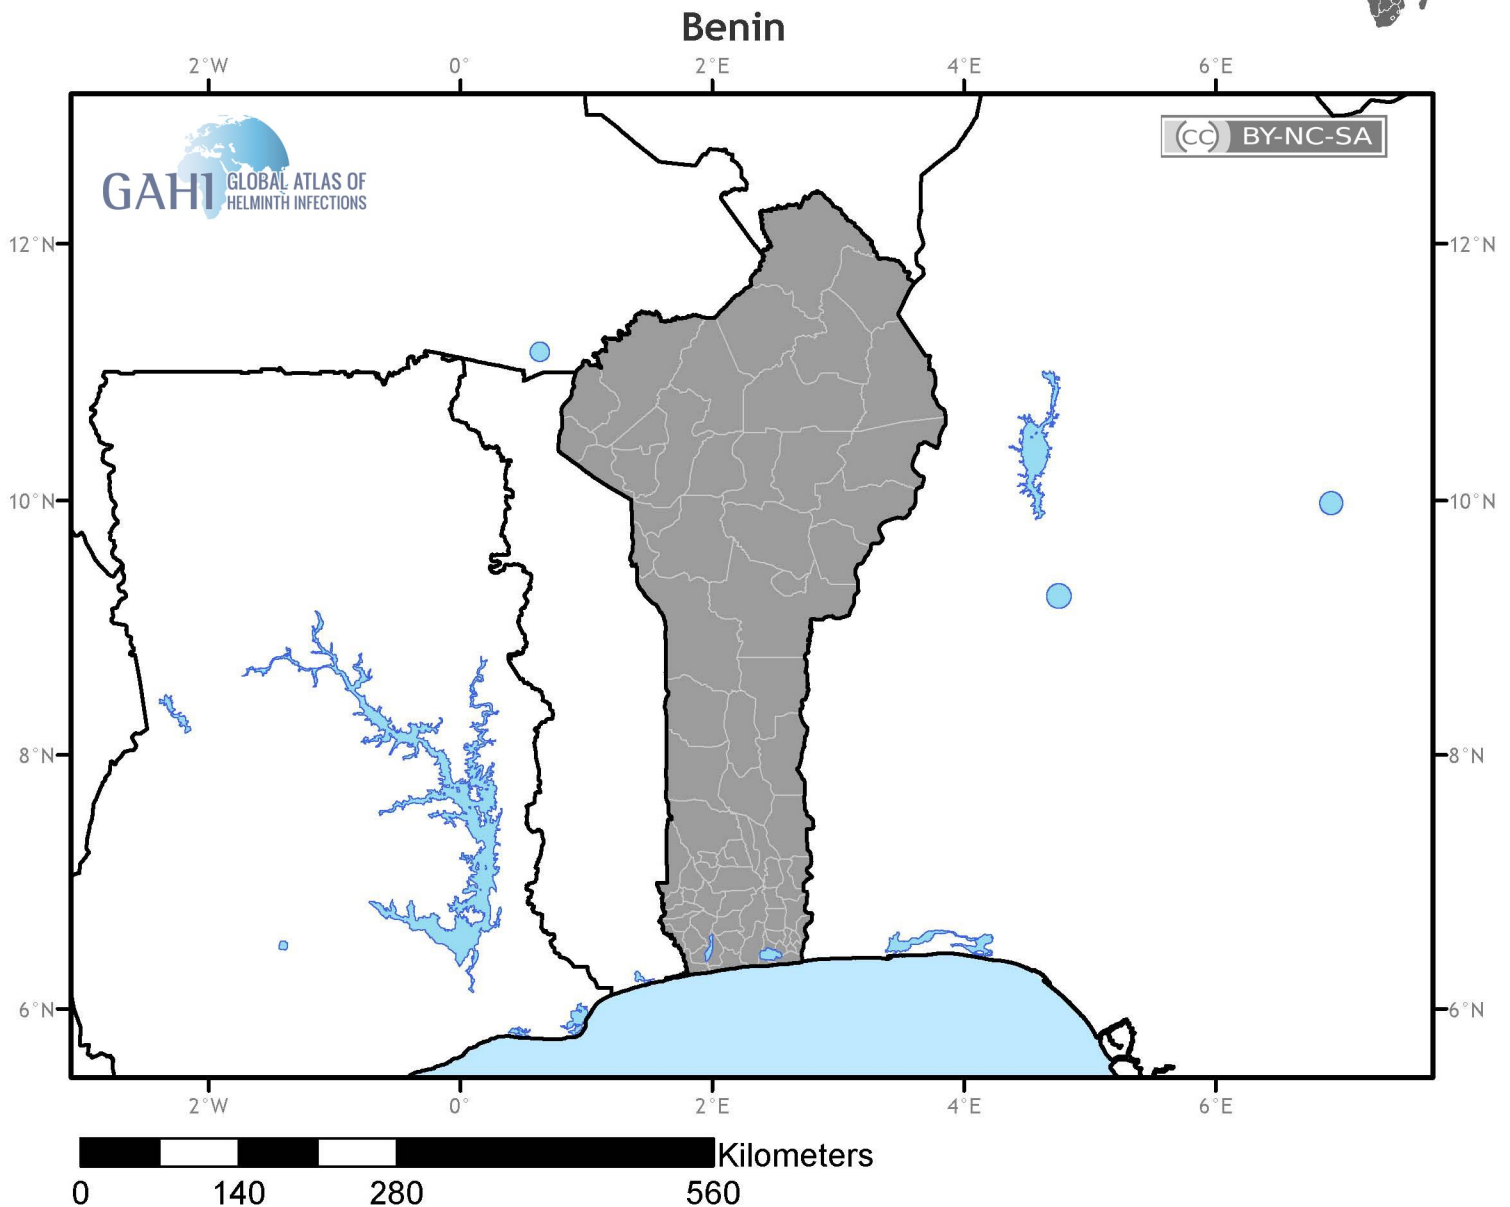 Benin
2°W 0° 2°E 4°E 6°E
GAHI GLOBAL ATLAS OF
HELMINTH INFECTIONS
(cc) BY-NC-SA
12°N 12°N
10°N 10°N
8°N 8°N
6°N 6°N
2°W 0° 2°E 4°E 6°E
Kilometers
0 140 280 560